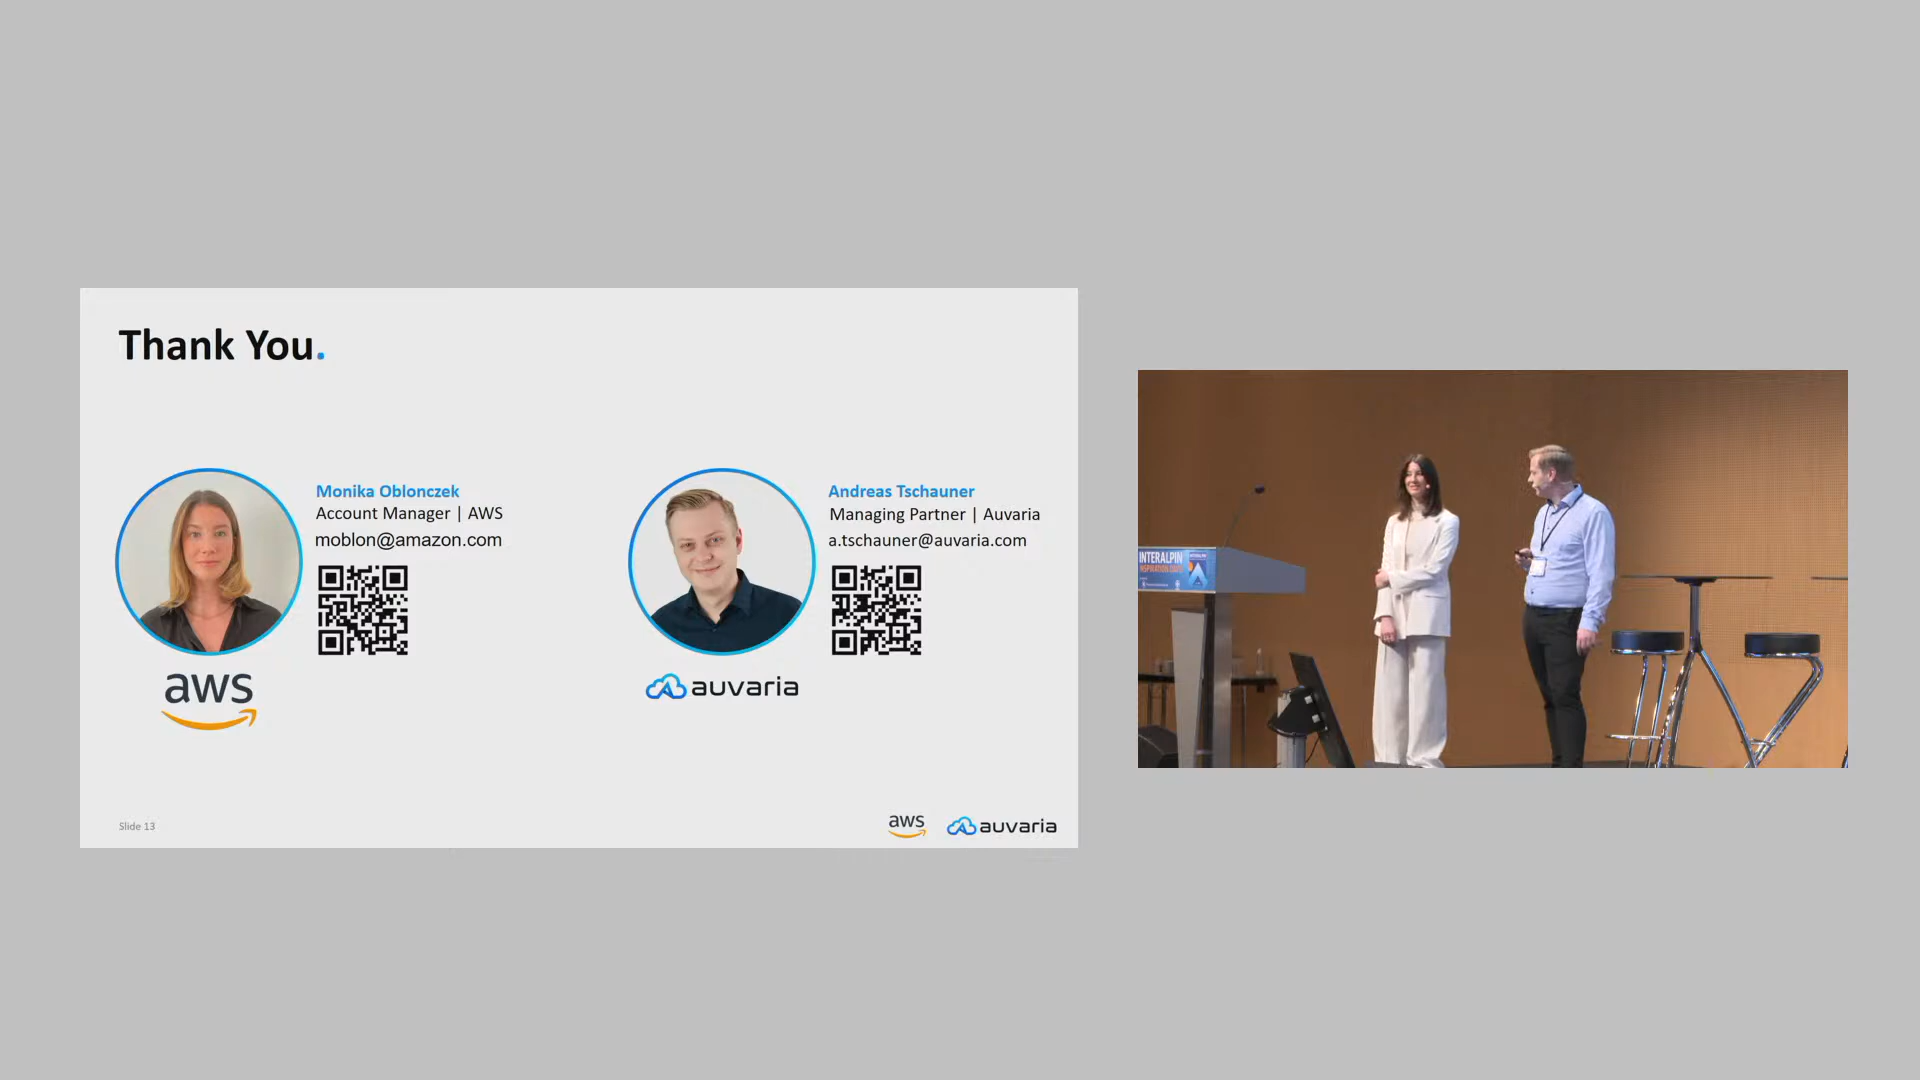 Thank You.
Monika Oblonczek
Account Manager | AWS
moblon@amazon.com
aws
Andreas Tschauner
Managing Partner | Auvaria
a.tschauner@auvaria.com
auvaria
Slide 13
aws
auvaria
INTERALPIN